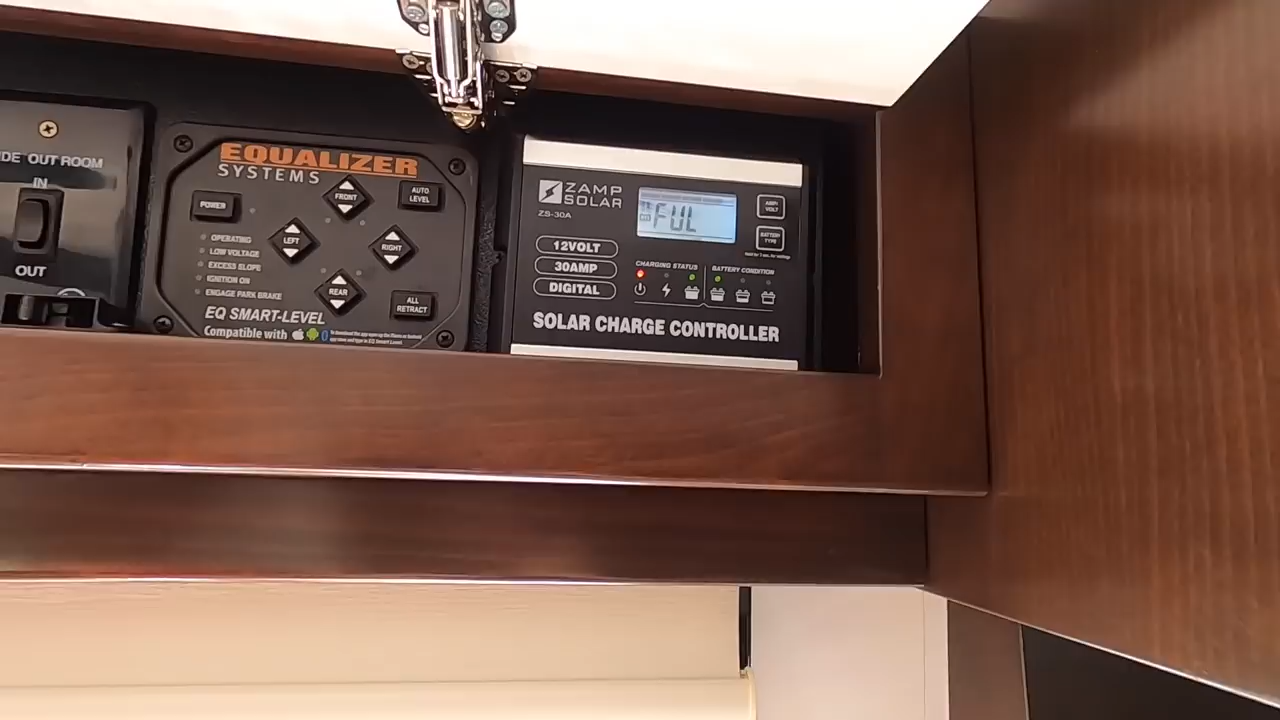 IDE OUT ROOM
IN
OUT
EQUALIZER
SYSTEMS
POWER
FRONT
AUTO
LEVEL
LEFT
RIGHT
REAR
ALL
RETRACT
OPERATING
LOW VOLTAGE
EXCESS SLOPE
IGNITION ON
ENGAGE PARK BRAKE
EQ SMART-LEVEL
Compatible with
ZAMP
SOLAR
ZS-30A
FUL
AMP/
VOLT
BATTERY
TYPE
12VOLT
30AMP
DIGITAL
CHARGING STATUS
BATTERY CONDITION
SOLAR CHARGE CONTROLLER